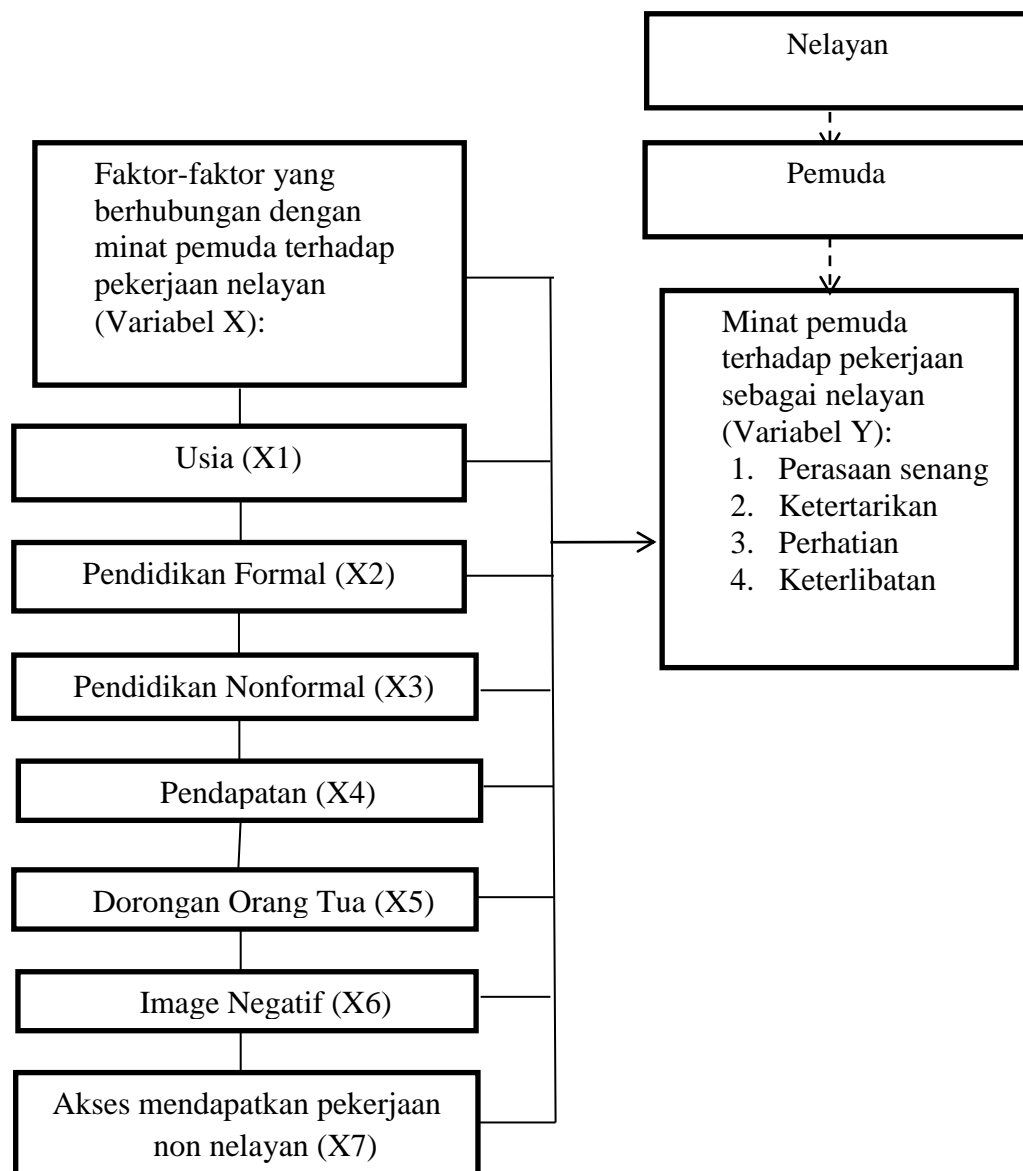 Nelayan
Pemuda
Faktor-faktor yang
berhubungan dengan
minat pemuda terhadap
pekerjaan nelayan
(Variabel X):
Usia (X1)
Pendidikan Formal (X2)
Pendidikan Nonformal (X3)
Pendapatan (X4)
Dorongan Orang Tua (X5)
Image Negatif (X6)
Akses mendapatkan pekerjaan
non nelayan (X7)
Minat pemuda
terhadap pekerjaan
sebagai nelayan
(Variabel Y):
1. Perasaan senang
2. Ketertarikan
3. Perhatian
4. Keterlibatan